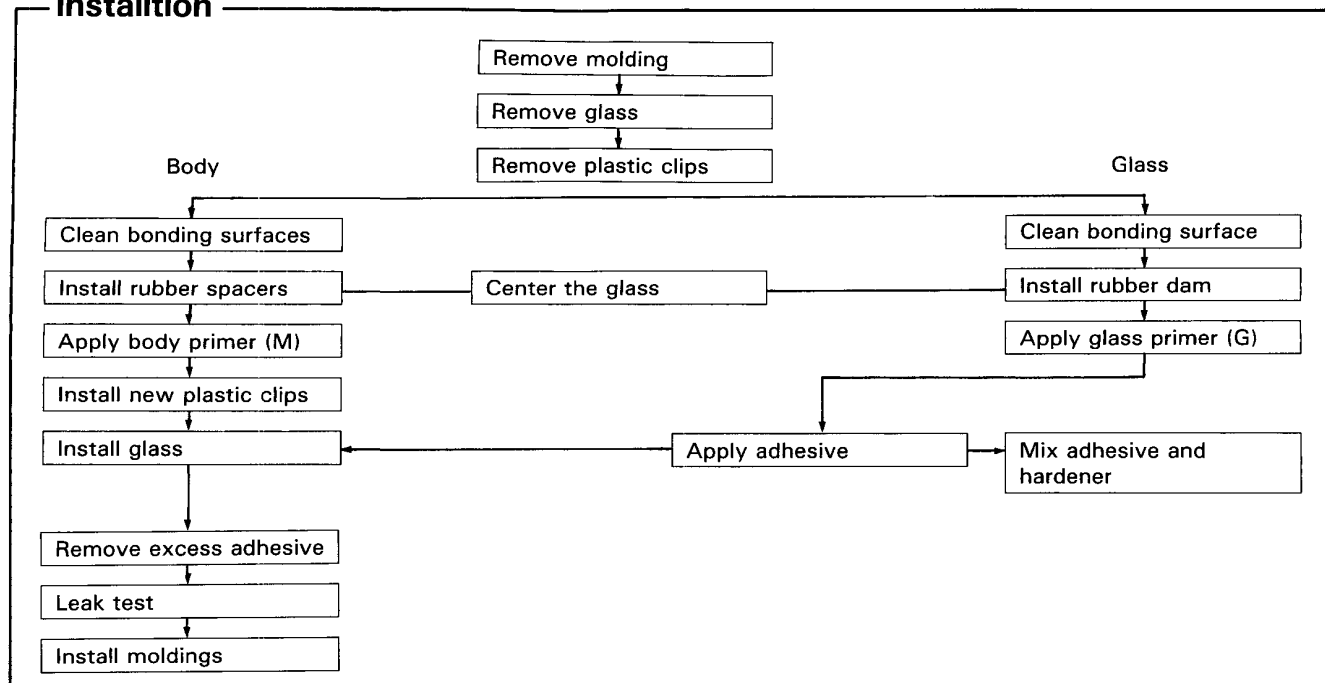 Installtion
Remove molding
Remove glass
Remove plastic clips
Body
Glass
Clean bonding surfaces
Clean bonding surface
Install rubber spacers
Center the glass
Install rubber dam
Apply body primer (M)
Apply glass primer (G)
Install new plastic clips
Install glass
Apply adhesive
Mix adhesive and
hardener
Remove excess adhesive
Leak test
Install moldings